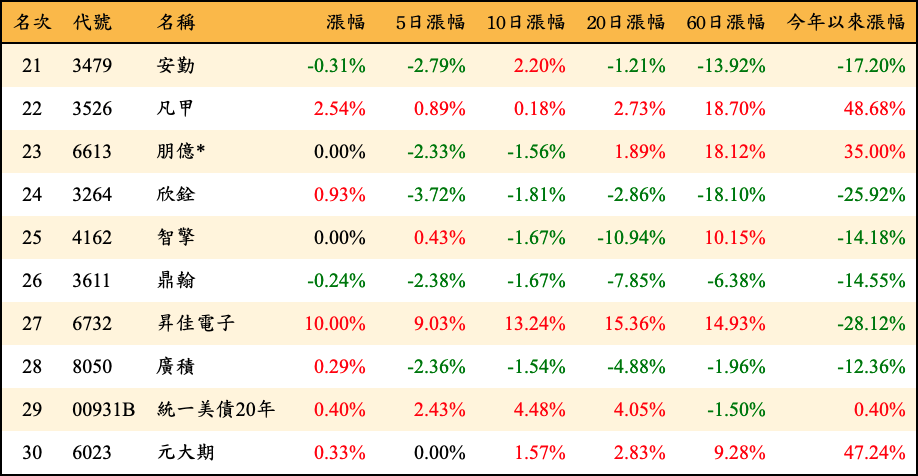 名次 代號 名稱 漲幅 5日漲幅 10日漲幅 20日漲幅 60日漲幅 今年以來漲幅
21 3479 安勤 -0.31% -2.79% 2.20% -1.21% -13.92% -17.20%
22 3526 凡甲 2.54% 0.89% 0.18% 2.73% 18.70% 48.68%
23 6613 朋億* 0.00% -2.33% -1.56% 1.89% 18.12% 35.00%
24 3264 欣銓 0.93% -3.72% -1.81% -2.86% -18.10% -25.92%
25 4162 智擎 0.00% 0.43% -1.67% -10.94% 10.15% -14.18%
26 3611 鼎翰 -0.24% -2.38% -1.67% -7.85% -6.38% -14.55%
27 6732 昇佳電子 10.00% 9.03% 13.24% 15.36% 14.93% -28.12%
28 8050 廣積 0.29% -2.36% -1.54% -4.88% -1.96% -12.36%
29 00931B 統一美債20年 0.40% 2.43% 4.48% 4.05% -1.50% 0.40%
30 6023 元大期 0.33% 0.00% 1.57% 2.83% 9.28% 47.24%